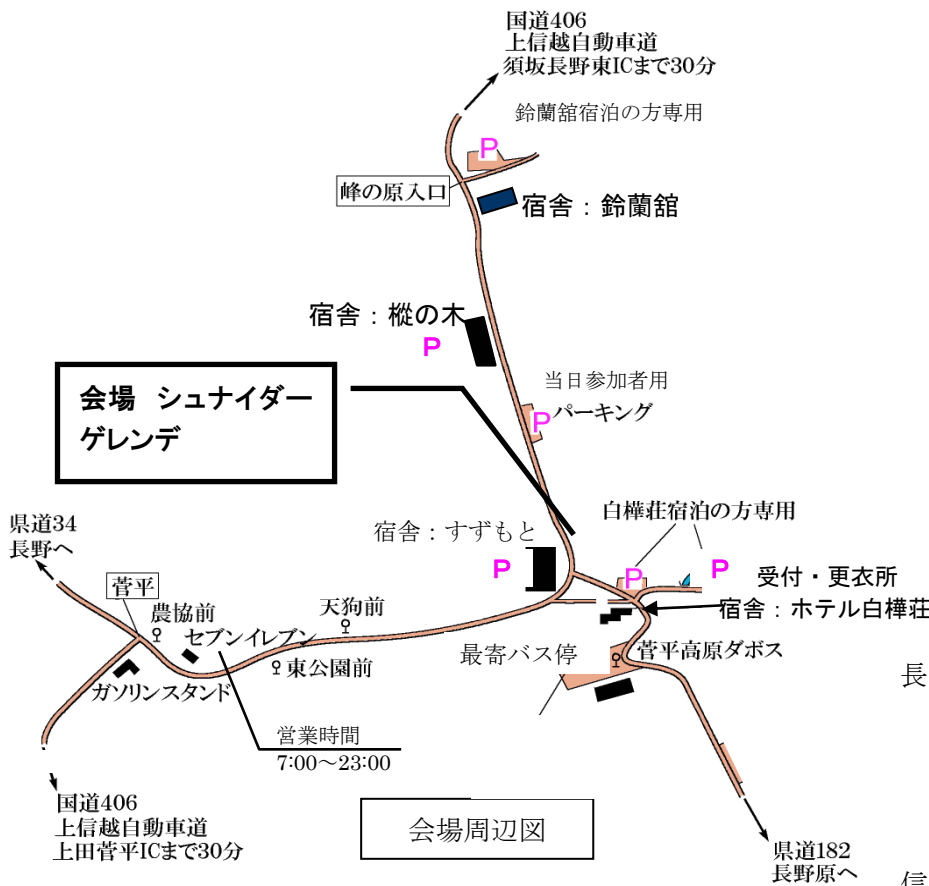 国道406
上信越自動車道
須坂長野東ICまで30分
鈴蘭舘宿泊の方専用
P
峰の原入口
宿舎：鈴蘭舘
宿舎：樅の木
P
会場 シュナイダー
ゲレンデ
当日参加者用
P パーキング
県道34
長野へ
宿舎：すずもと
P
白樺荘宿泊の方専用
P
P
受付・更衣所
宿舎：ホテル白樺荘
菅平
農協前
セブンイレブン
天狗前
東公園前
ガソリンスタンド
最寄バス停
菅平高原ダボス
長
営業時間
7:00～23:00
国道406
上信越自動車道
上田菅平ICまで30分
会場周辺図
県道182
長野原へ
信